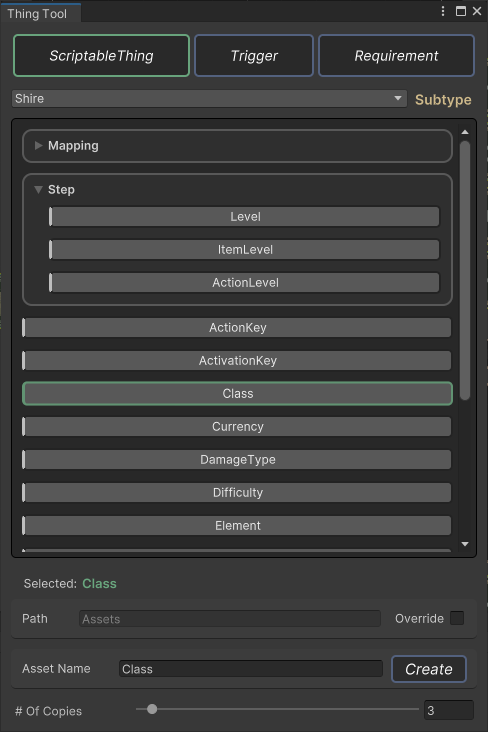 Thing Tool
ScriptableThing Trigger Requirement
Shire Subtype
Mapping
Step
Level
ItemLevel
ActionLevel
ActionKey
ActivationKey
Class
Currency
DamageType
Difficulty
Element
Selected: Class
Path Assets Override
Asset Name Class Create
# Of Copies 3